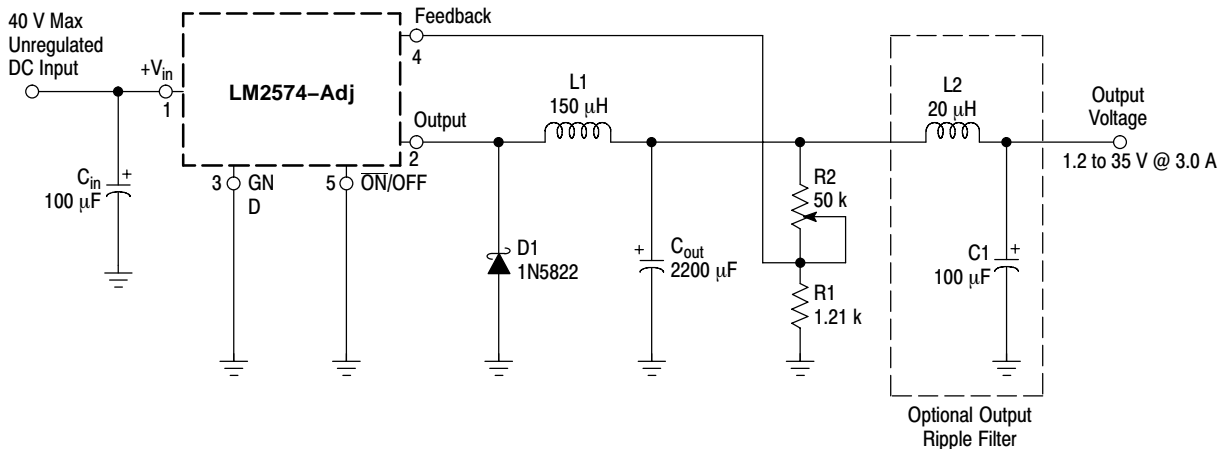 40 V Max
Unregulated
DC Input
+Vin
1
Cin
100 μF
+
LM2574–Adj
Feedback
4
Output
2
3
GN
D
5
ON/OFF
D1
1N5822
L1
150 μH
+
Cout
2200 μF
R2
50 k
R1
1.21 k
L2
20 μH
C1
100 μF
+
Output
Voltage
1.2 to 35 V @ 3.0 A
Optional Output
Ripple Filter